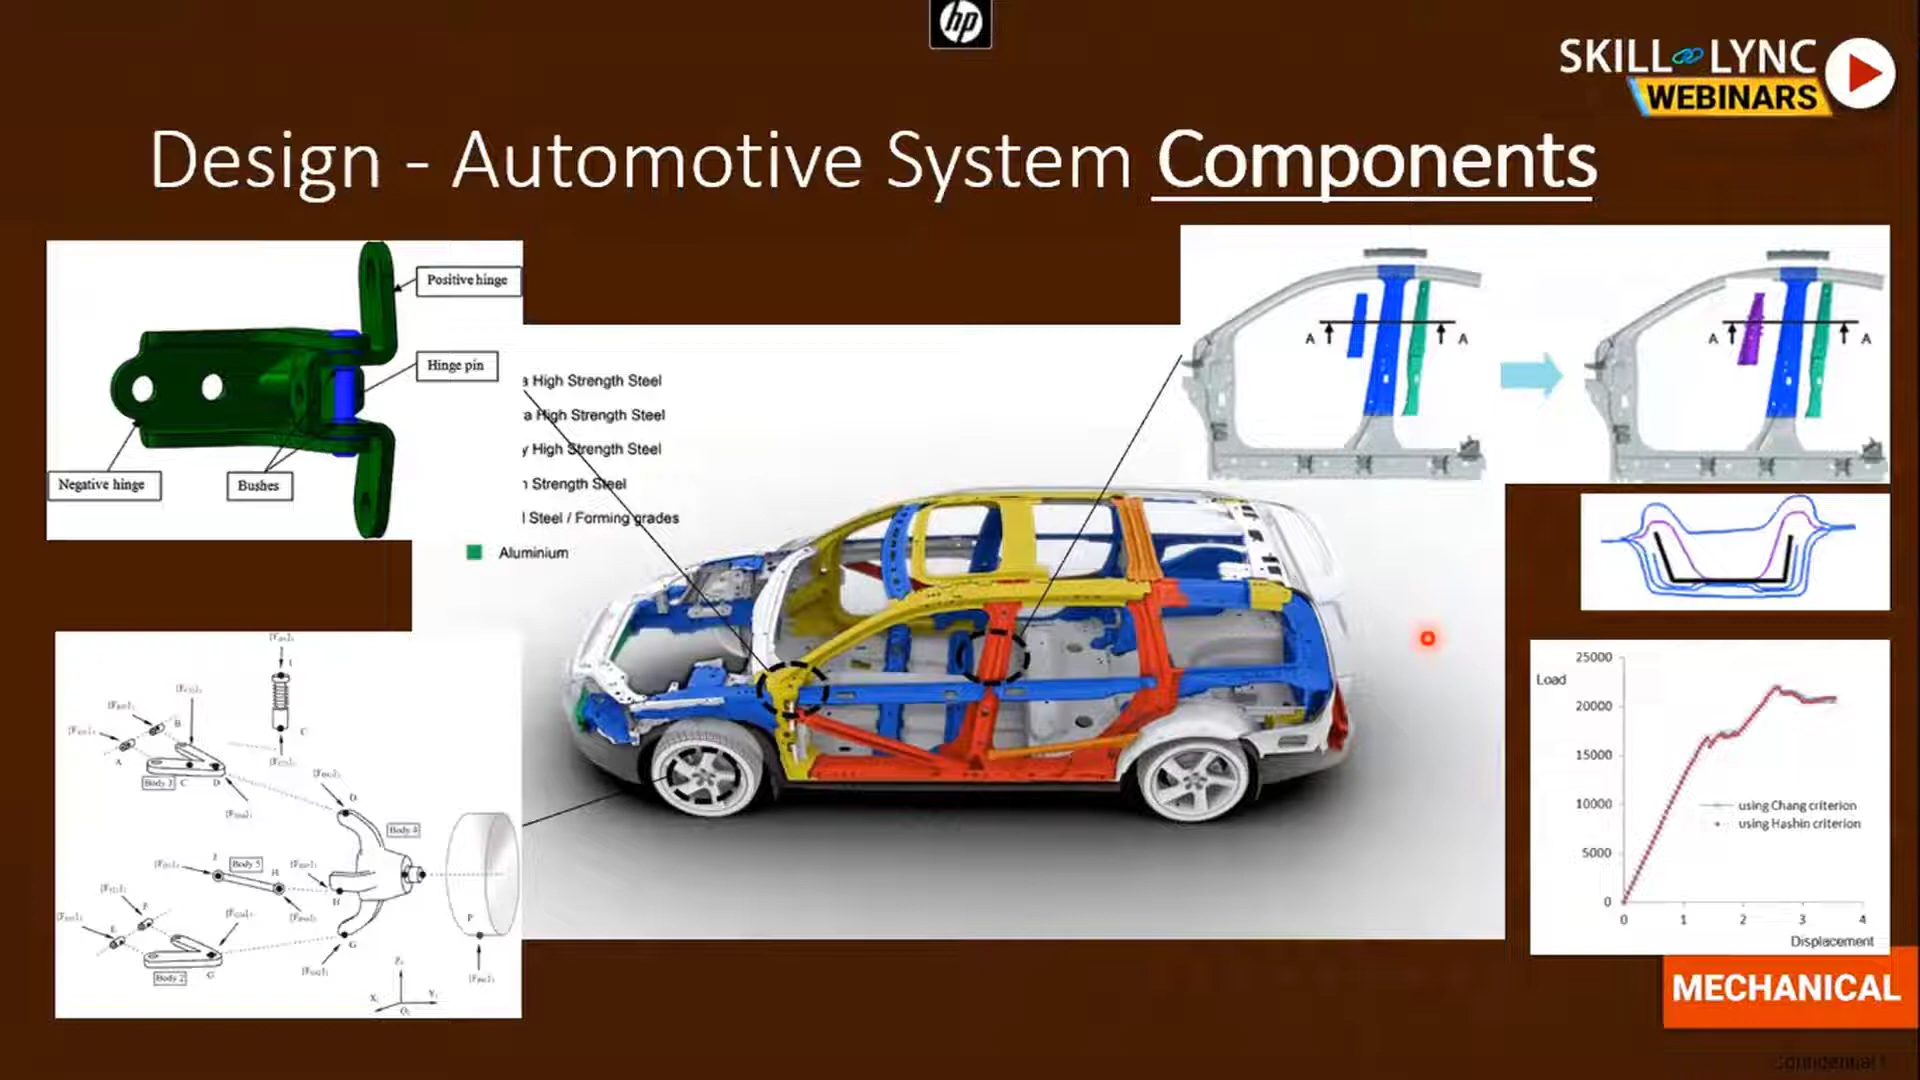 hp
SKILL LYNC
WEBINARS
Design - Automotive System Components
Positive hinge
Hinge pin
Negative hinge
Bushes
High Strength Steel
High Strength Steel
High Strength Steel
Strength Steel
Steel / Forming grades
Aluminium
A A
A A
B
A
C
Body 3 C D
D
Body 4
Body 5
H
H
F
E
G
Body 2 G
P
Load
25000
20000
15000
10000
5000
0
0 1 2 3 4
using Chang criterion
using Hashin criterion
Displacement
MECHANICAL